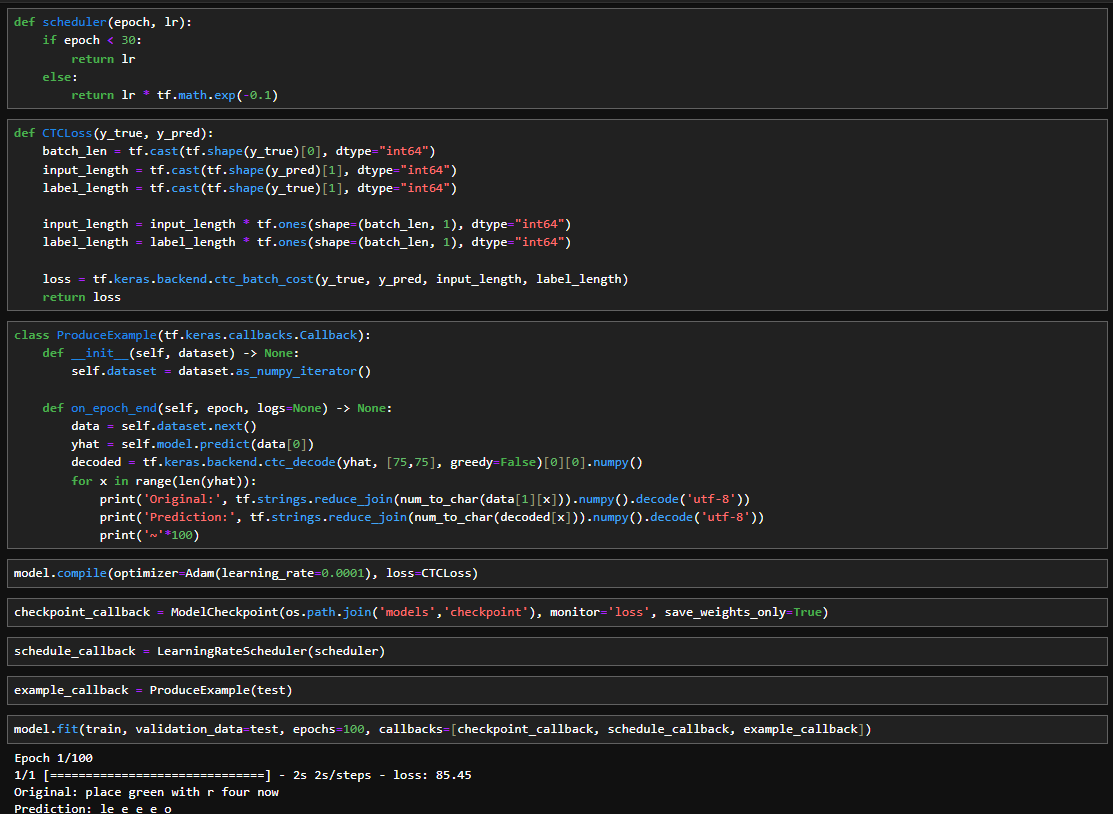 def scheduler(epoch, lr):
    if epoch < 30:
        return lr
    else:
        return lr * tf.math.exp(-0.1)
def CTCLoss(y_true, y_pred):
    batch_len = tf.cast(tf.shape(y_true)[0], dtype="int64")
    input_length = tf.cast(tf.shape(y_pred)[1], dtype="int64")
    label_length = tf.cast(tf.shape(y_true)[1], dtype="int64")
    input_length = input_length * tf.ones(shape=(batch_len, 1), dtype="int64")
    label_length = label_length * tf.ones(shape=(batch_len, 1), dtype="int64")
    loss = tf.keras.backend.ctc_batch_cost(y_true, y_pred, input_length, label_length)
    return loss
class ProduceExample(tf.keras.callbacks.Callback):
    def __init__(self, dataset) -> None:
        self.dataset = dataset.as_numpy_iterator()
    def on_epoch_end(self, epoch, logs=None) -> None:
        data = self.dataset.next()
        yhat = self.model.predict(data[0])
        decoded = tf.keras.backend.ctc_decode(yhat, [75,75], greedy=False)[0][0].numpy()
        for x in range(len(yhat)):
            print('Original:', tf.strings.reduce_join(num_to_char(data[1][x])).numpy().decode('utf-8'))
            print('Prediction:', tf.strings.reduce_join(num_to_char(decoded[x])).numpy().decode('utf-8'))
            print('~'*100)
model.compile(optimizer=Adam(learning_rate=0.0001), loss=CTCLoss)
checkpoint_callback = ModelCheckpoint(os.path.join('models','checkpoint'), monitor='loss', save_weights_only=True)
schedule_callback = LearningRateScheduler(scheduler)
example_callback = ProduceExample(test)
model.fit(train, validation_data=test, epochs=100, callbacks=[checkpoint_callback, schedule_callback, example_callback])
Epoch 1/100
1/1 [==============================] - 2s 2s/steps - loss: 85.45
Original: place green with r four now
Prediction: le e e e o